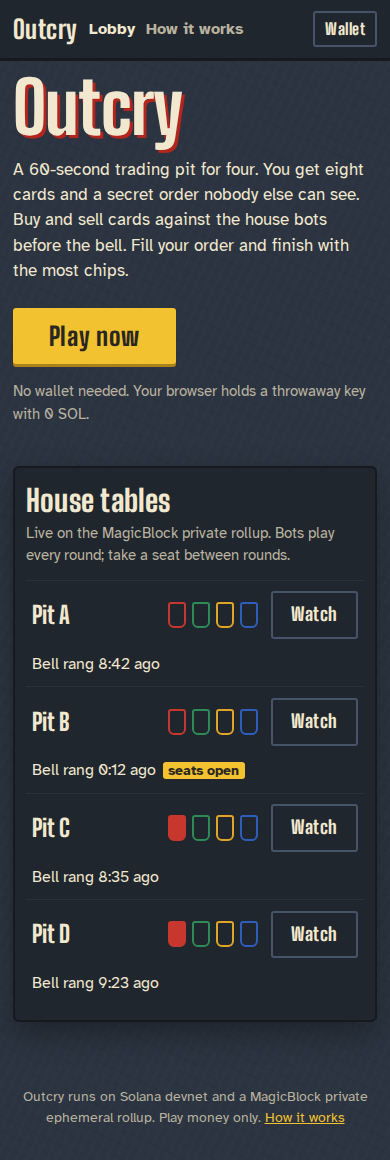 Outcry Lobby How it works Wallet
Outcry
A 60-second trading pit for four. You get eight
cards and a secret order nobody else can see.
Buy and sell cards against the house bots
before the bell. Fill your order and finish with
the most chips.
Play now
No wallet needed. Your browser holds a throwaway key
with 0 SOL.
House tables
Live on the MagicBlock private rollup. Bots play
every round; take a seat between rounds.
Pit A Watch
Bell rang 8:42 ago
Pit B Watch
Bell rang 0:12 ago seats open
Pit C Watch
Bell rang 8:35 ago
Pit D Watch
Bell rang 9:23 ago
Outcry runs on Solana devnet and a MagicBlock private
ephemeral rollup. Play money only. How it works